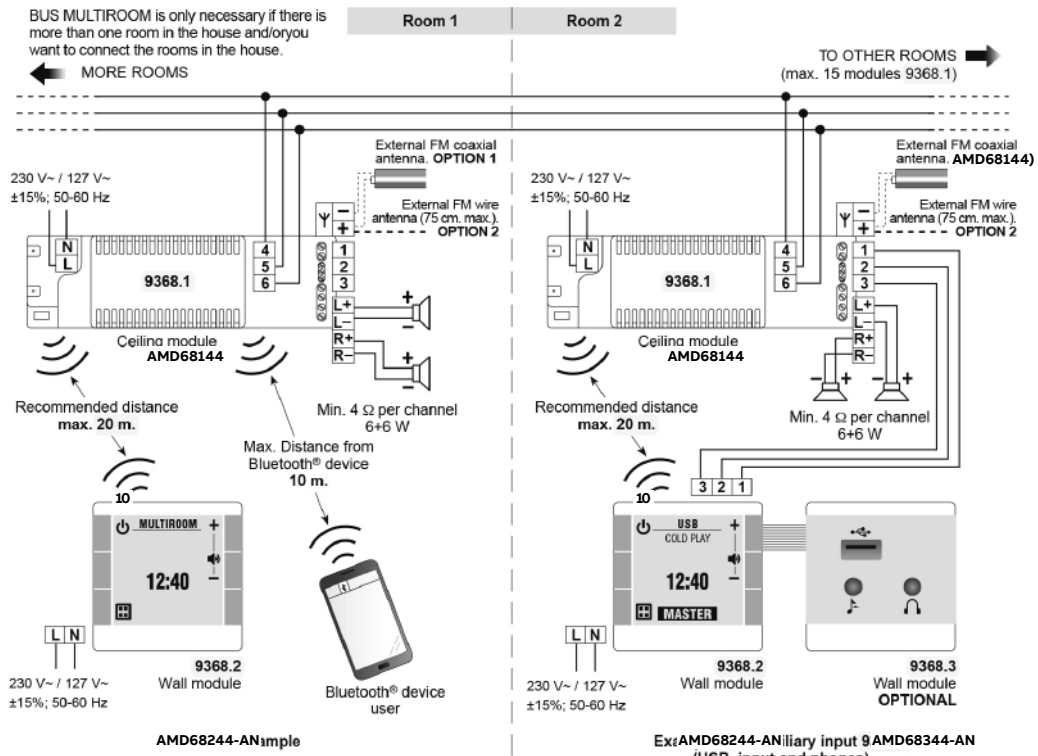 BUS MULTIROOM is only necessary if there is
more than one room in the house and/oryou
want to connect the rooms in the house.
Room 1
Room 2
MORE ROOMS
TO OTHER ROOMS
(max. 15 modules 9368.1)
External FM coaxial
antenna. OPTION 1
230 V~ / 127 V~
±15%; 50-60 Hz
External FM wire
antenna (75 cm. max.).
OPTION 2
N
L
4
5
6
−
+
1
2
3
L+
L−
R+
R−
9368.1
Ceiling module
AMD68144
+
−
+
−
Min. 4 Ω per channel
6+6 W
Recommended distance
max. 20 m.
Max. Distance from
Bluetooth® device
10 m.
10
MULTIROOM
+
−
12:40
L N
230 V~ / 127 V~
±15%; 50-60 Hz
9368.2
Wall module
Bluetooth® device
user
AMD68244-AN ample
External FM coaxial
antenna. AMD68144)
230 V~ / 127 V~
±15%; 50-60 Hz
External FM wire
antenna (75 cm. max.).
OPTION 2
N
L
4
5
6
−
+
1
2
3
L+
L−
R+
R−
9368.1
Ceiling module
AMD68144
− + − +
Min. 4 Ω per channel
6+6 W
Recommended distance
max. 20 m.
3 2 1
10
USB
COLD PLAY
+
−
12:40
MASTER
L N
230 V~ / 127 V~
±15%; 50-60 Hz
9368.2
Wall module
9368.3
Wall module
OPTIONAL
Exa AMD68244-AN iliary input 9 AMD68344-AN